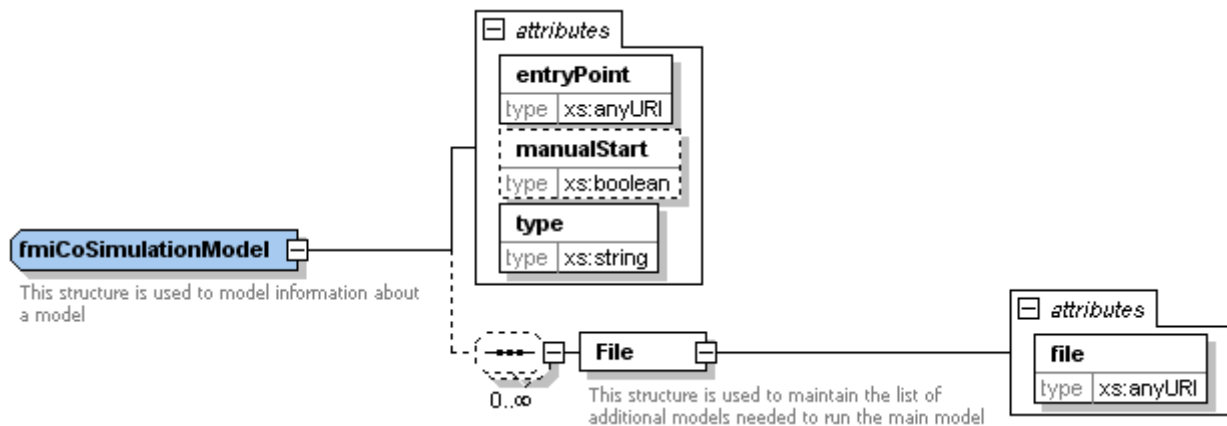 attributes
entryPoint
type xs:anyURI
manualStart
type xs:boolean
type
type xs:string
fmiCoSimulationModel
This structure is used to model information about
a model
0..∞
File
This structure is used to maintain the list of
additional models needed to run the main model
attributes
file
type xs:anyURI